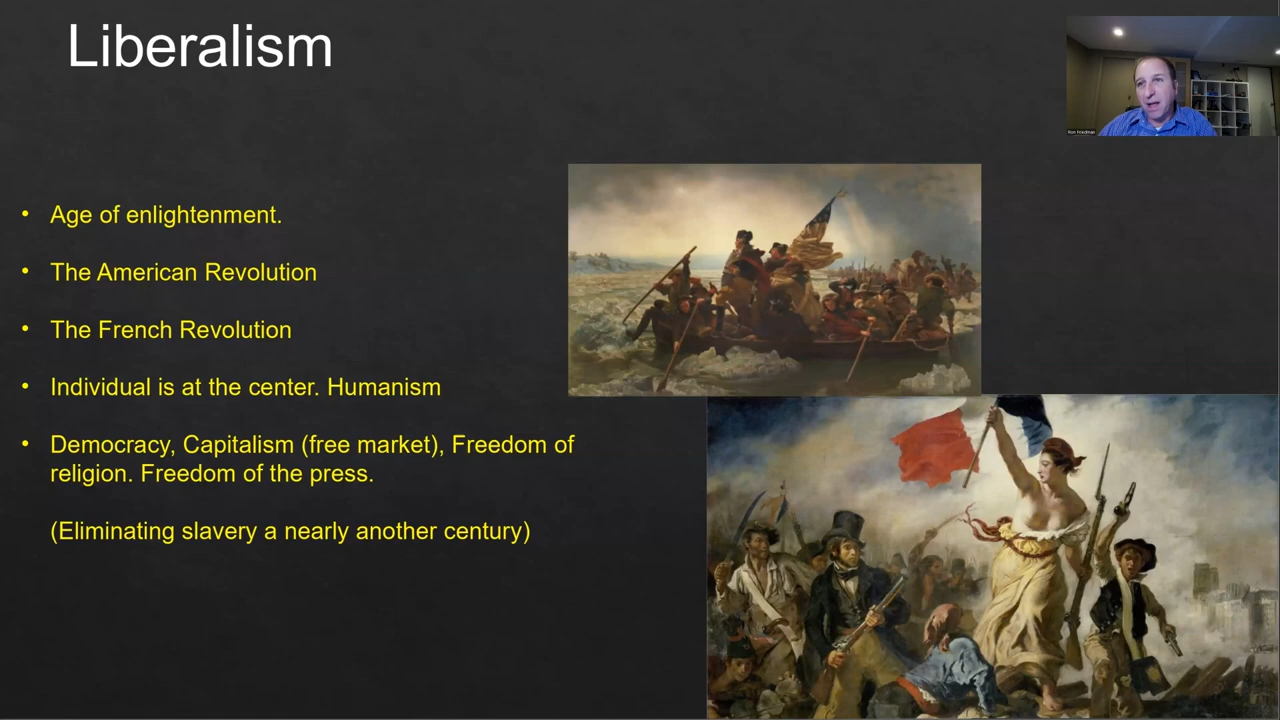 Liberalism
Ron Friedman
• Age of enlightenment.
• The American Revolution
• The French Revolution
• Individual is at the center. Humanism
• Democracy, Capitalism (free market), Freedom of
religion. Freedom of the press.
(Eliminating slavery a nearly another century)